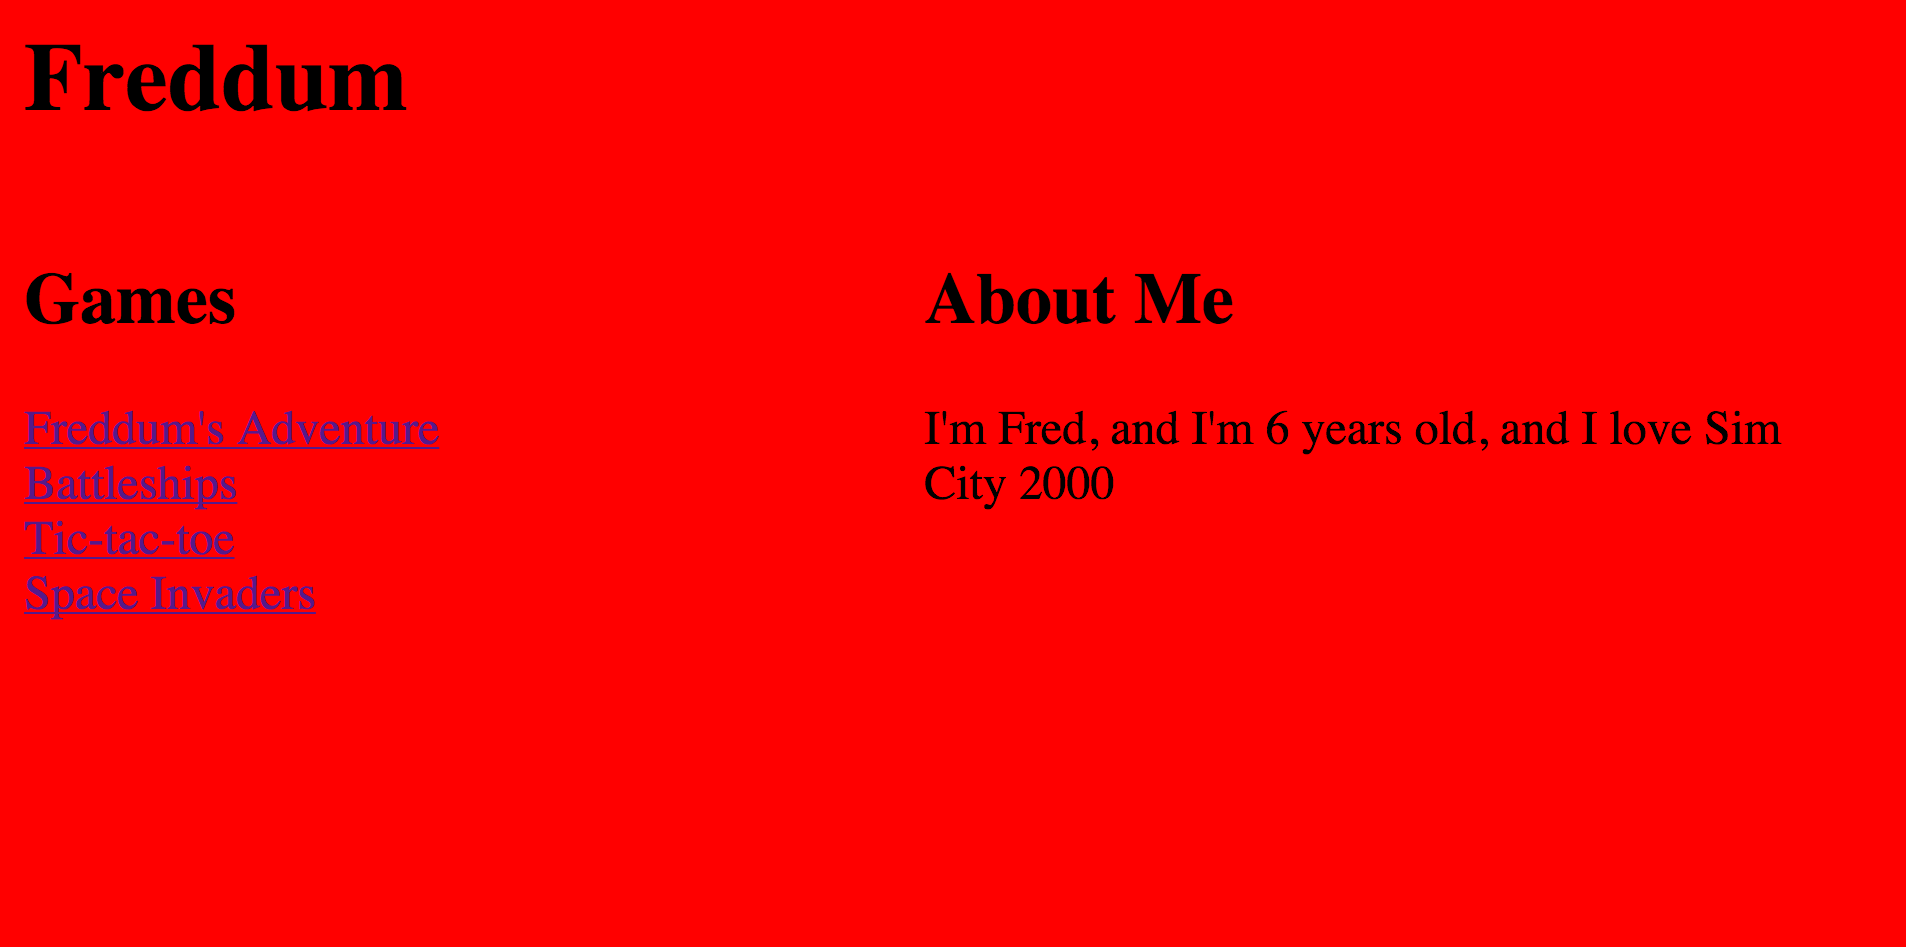 Freddum
Games
Freddum's Adventure
Battleships
Tic-tac-toe
Space Invaders
About Me
I'm Fred, and I'm 6 years old, and I love Sim
City 2000